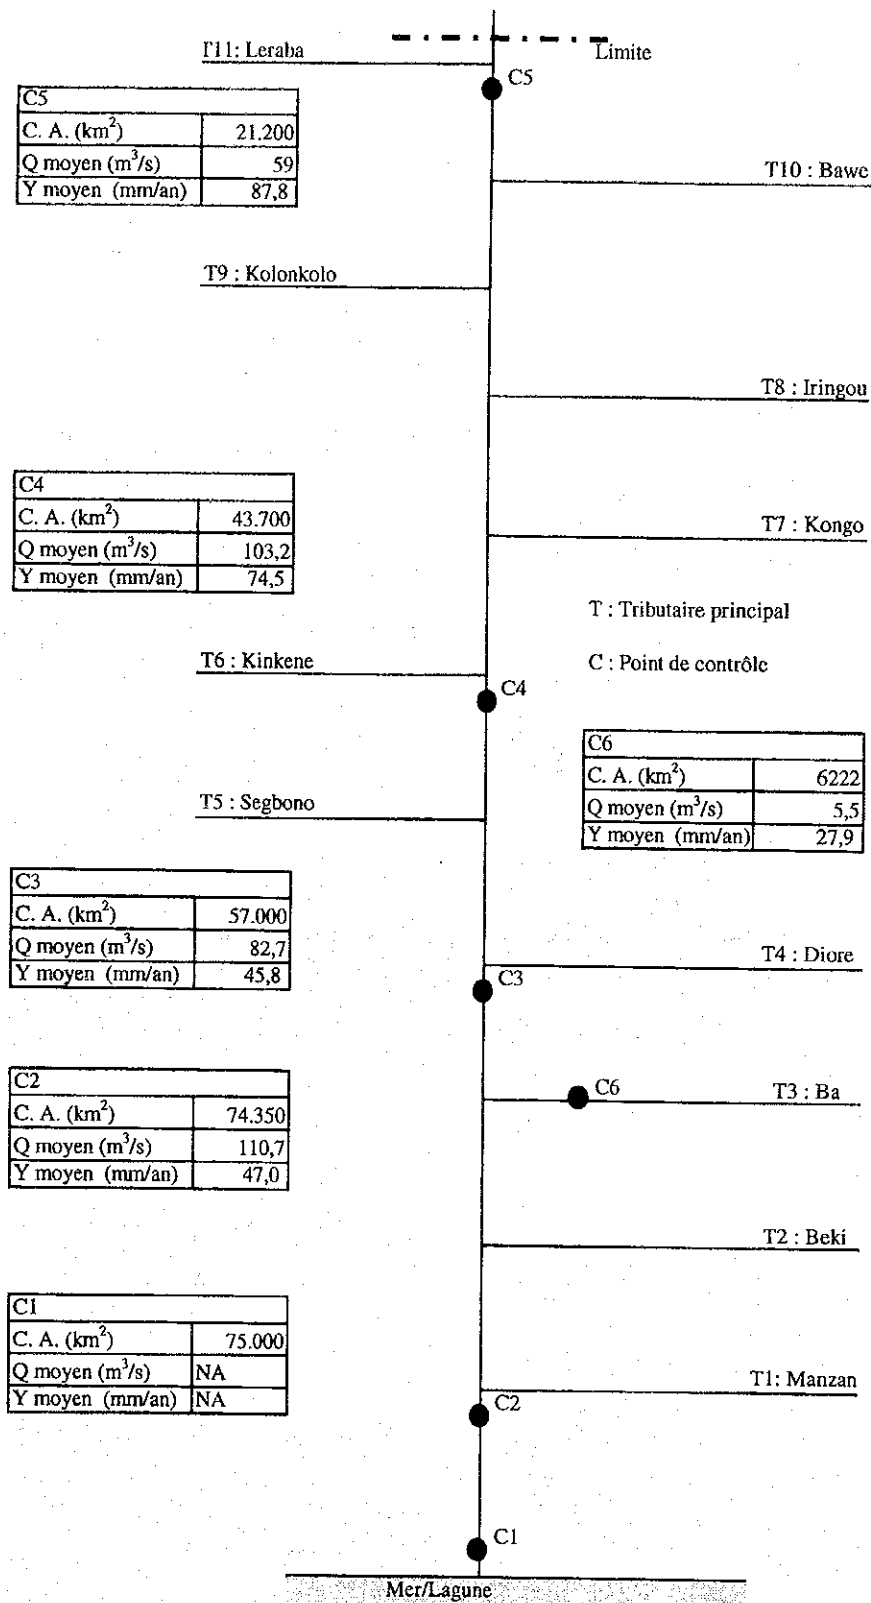 T11: Leraba
Limite
C5
C5
C. A. (km²) 21.200
Q moyen (m³/s) 59
Y moyen (mm/an) 87,8
T10 : Bawe
T9 : Kolonkolo
T8 : Iringou
C4
C. A. (km²) 43.700
Q moyen (m³/s) 103,2
Y moyen (mm/an) 74,5
T7 : Kongo
T : Tributaire principal
C : Point de contrôle
T6 : Kinkene
C4
C6
C. A. (km²) 6222
Q moyen (m³/s) 5,5
Y moyen (mm/an) 27,9
T5 : Segbono
C3
C. A. (km²) 57.000
Q moyen (m³/s) 82,7
Y moyen (mm/an) 45,8
T4 : Diore
C3
C2
C. A. (km²) 74.350
Q moyen (m³/s) 110,7
Y moyen (mm/an) 47,0
C6
T3 : Ba
T2 : Beki
C1
C. A. (km²) 75.000
Q moyen (m³/s) NA
Y moyen (mm/an) NA
T1: Manzan
C2
C1
Mer/Lagune